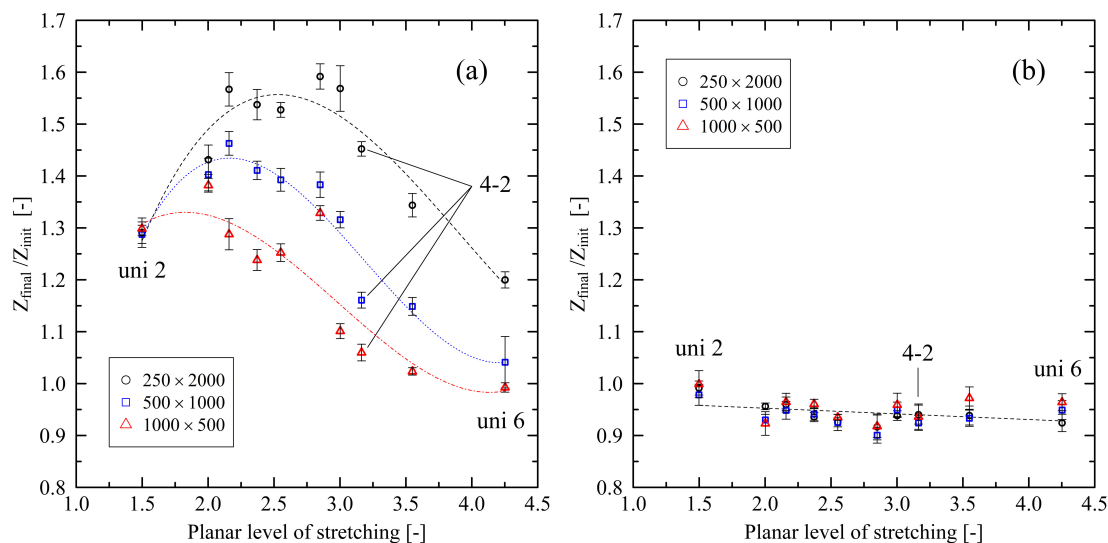 1.7
1.6
1.5
1.4
1.3
1.2
1.1
1.0
0.9
0.8
Z_final/Z_init [-]
(a)
4-2
uni 2
250 × 2000
500 × 1000
1000 × 500
uni 6
1.0 1.5 2.0 2.5 3.0 3.5 4.0 4.5
Planar level of stretching [-]
1.7
1.6
1.5
1.4
1.3
1.2
1.1
1.0
0.9
0.8
Z_final/Z_init [-]
(b)
250 × 2000
500 × 1000
1000 × 500
uni 2
4-2
uni 6
1.0 1.5 2.0 2.5 3.0 3.5 4.0 4.5
Planar level of stretching [-]